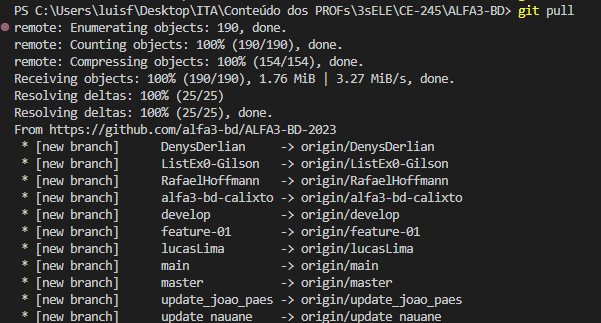 PS C:\Users\luisf\Desktop\ITA\Conteúdo dos PROFs\3sELE\CE-245\ALFA3-BD> git pull
remote: Enumerating objects: 190, done.
remote: Counting objects: 100% (190/190), done.
remote: Compressing objects: 100% (154/154), done.
Receiving objects: 100% (190/190), 1.76 MiB | 3.27 MiB/s, done.
Resolving deltas: 100% (25/25)
Resolving deltas: 100% (25/25), done.
From https://github.com/alfa3-bd/ALFA3-BD-2023
 * [new branch]      DenysDerlian     -> origin/DenysDerlian
 * [new branch]      ListEx0-Gilson   -> origin/ListEx0-Gilson
 * [new branch]      RafaelHoffmann   -> origin/RafaelHoffmann
 * [new branch]      alfa3-bd-calixto -> origin/alfa3-bd-calixto
 * [new branch]      develop          -> origin/develop
 * [new branch]      feature-01       -> origin/feature-01
 * [new branch]      lucasLima        -> origin/lucasLima
 * [new branch]      main             -> origin/main
 * [new branch]      master           -> origin/master
 * [new branch]      update_joao_paes -> origin/update_joao_paes
 * [new branch]      update_nauane    -> origin/update_nauane